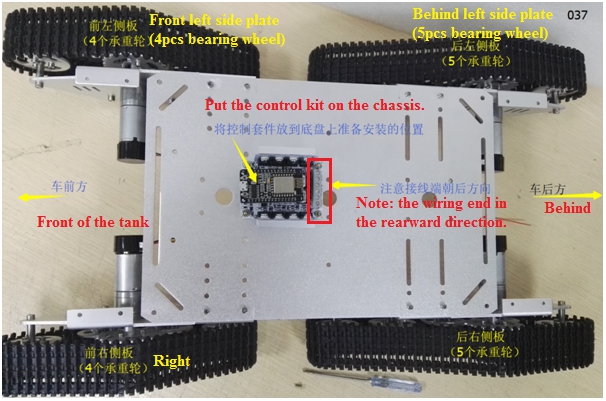 037
Front left side plate
(4pcs bearing wheel)
前左侧板
(4个承重轮)
Behind left side plate
(5pcs bearing wheel)
后左侧板
(5个承重轮)
Put the control kit on the chassis.
将控制套件放到底盘上准备安装的位置
车前方
Front of the tank
注意接线端朝后方向
Note: the wiring end in
the rearward direction.
车后方
Behind
前右侧板
(4个承重轮)
Right
后右侧板
(5个承重轮)